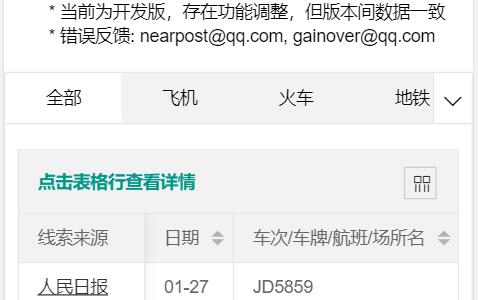 * 当前为开发版，存在功能调整，但版本间数据一致
* 错误反馈: nearpost@qq.com, gainover@qq.com
全部 飞机 火车 地铁
点击表格行查看详情
线索来源 日期 车次/车牌/航班/场所名
人民日报 01-27 JD5859